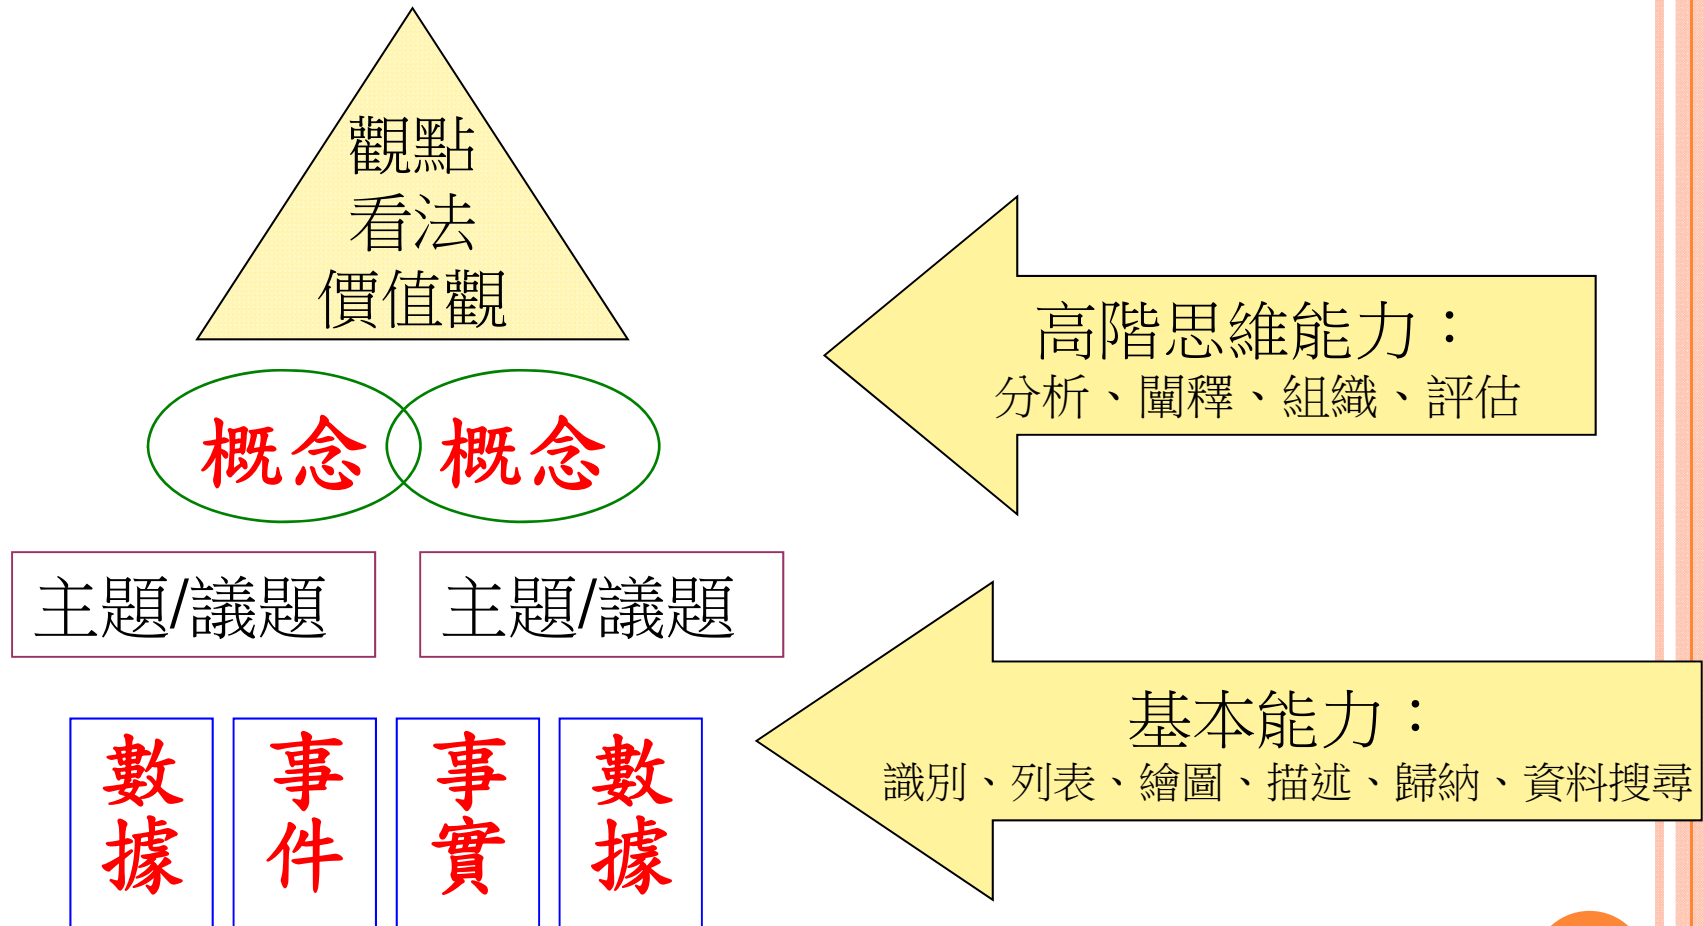 觀點
看法
價值觀
概念
概念
主題/議題
主題/議題
數據
事件
事實
數據
高階思維能力：
分析、闡釋、組織、評估
基本能力：
識別、列表、繪圖、描述、歸納、資料搜尋